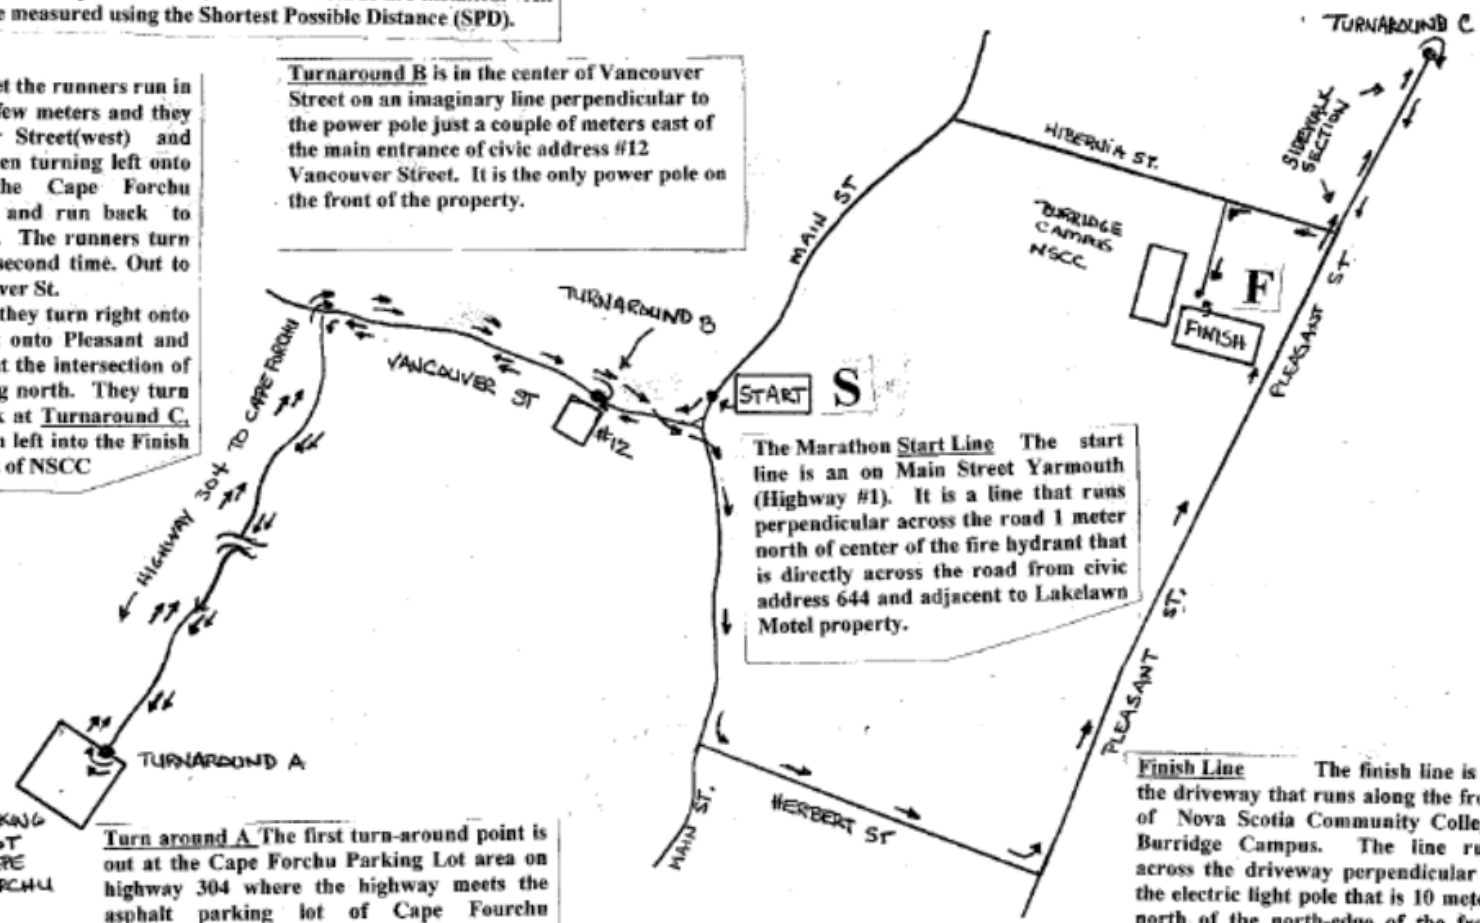 e measured using the Shortest Possible Distance (SPD).
et the runners run in
few meters and they
Street(west) and
en turning left onto
he Cape Forchu
and run back to
The runners turn
second time. Out to
ver St.
they turn right onto
onto Pleasant and
t the intersection of
g north. They turn
k at Turnaround C,
n left into the Finish
of NSCC
Turnaround B is in the center of Vancouver
Street on an imaginary line perpendicular to
the power pole just a couple of meters east of
the main entrance of civic address #12
Vancouver Street. It is the only power pole on
the front of the property.
TURNAROUND C
SIDEWALK
SECTION
HIBERNIA ST.
MAIN ST
BURRIDGE
CAMPUS
NSCC
F
FINISH
PLEASANT ST.
TURNAROUND B
VANCOUVER ST
#12
START
S
HIGHWAY 304 TO CAPE FORCHU
The Marathon Start Line The start
line is an on Main Street Yarmouth
(Highway #1). It is a line that runs
perpendicular across the road 1 meter
north of center of the fire hydrant that
is directly across the road from civic
address 644 and adjacent to Lakelawn
Motel property.
PLEASANT ST.
TURNAROUND A
MAIN ST.
HERBERT ST
KING
OT
PE
RCHU
Turn around A The first turn-around point is
out at the Cape Forchu Parking Lot area on
highway 304 where the highway meets the
asphalt parking lot of Cape Fourchu
Finish Line The finish line is
the driveway that runs along the fr
of Nova Scotia Community Colle
Burridge Campus. The line ru
across the driveway perpendicular
the electric light pole that is 10 mete
north of the north-edge of the fr